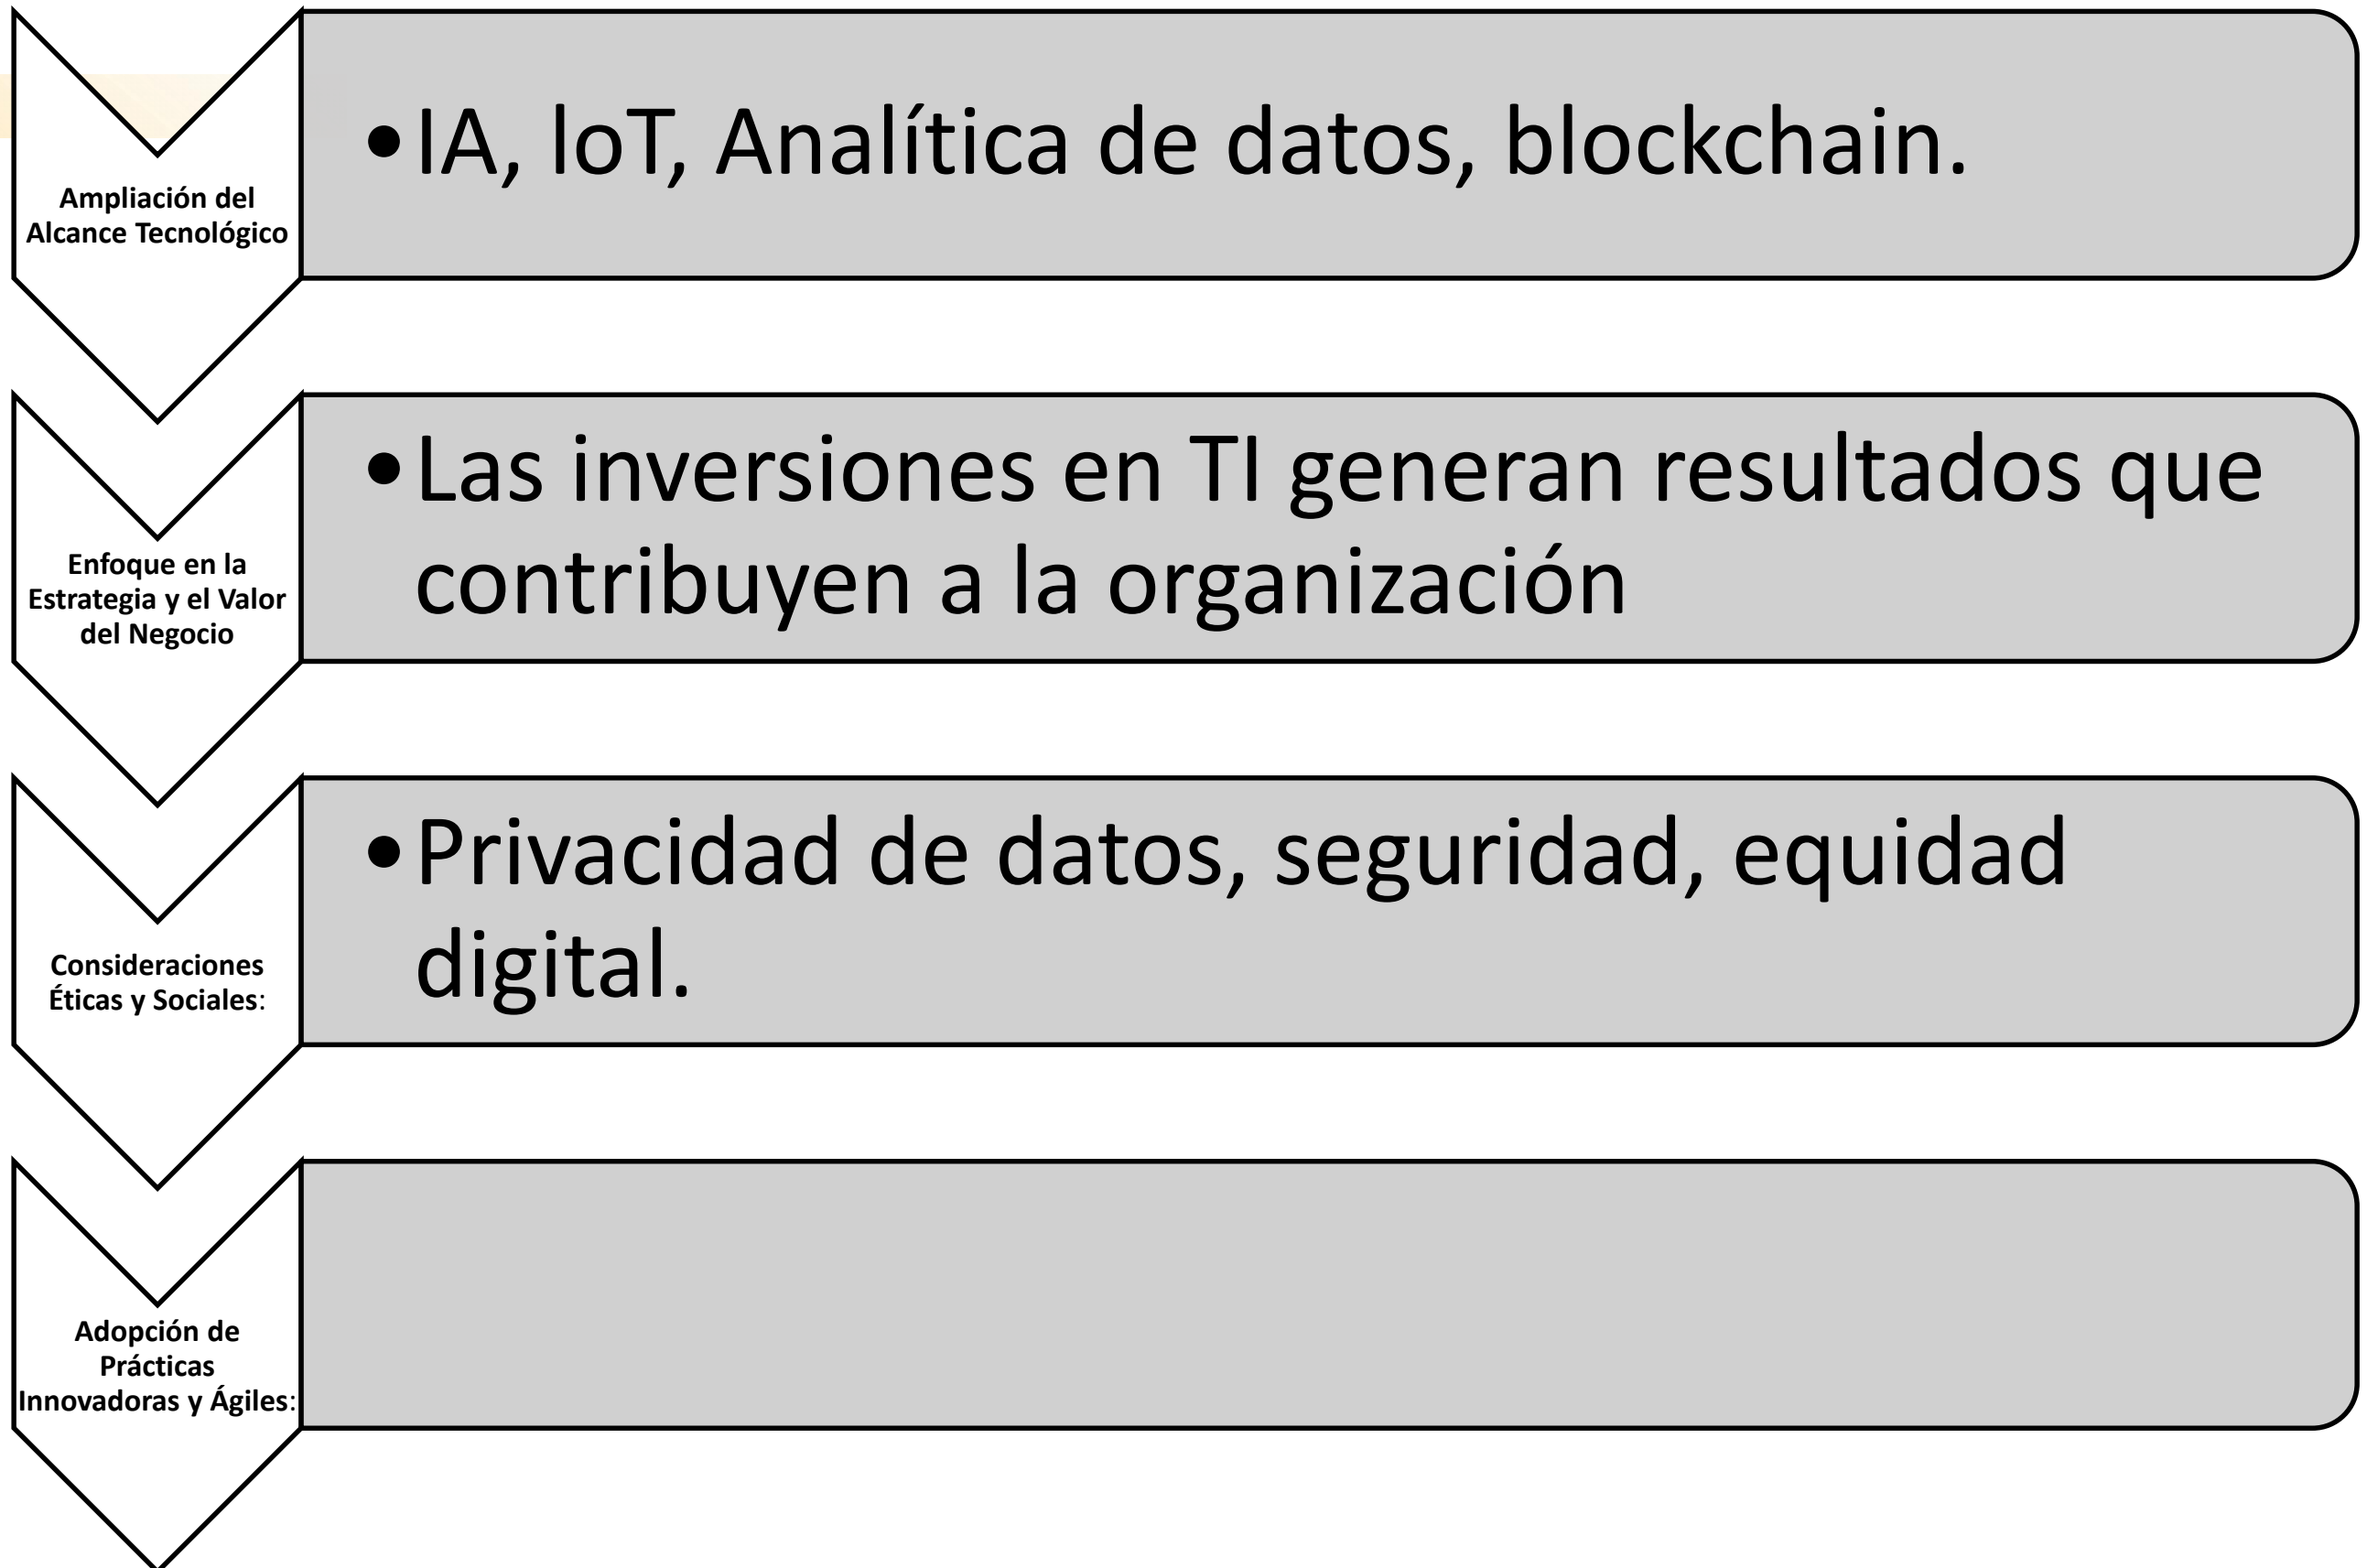 Ampliación del
Alcance Tecnológico
•IA, IoT, Analítica de datos, blockchain.
Enfoque en la
Estrategia y el Valor
del Negocio
•Las inversiones en TI generan resultados que
contribuyen a la organización
Consideraciones
Éticas y Sociales:
•Privacidad de datos, seguridad, equidad
digital.
Adopción de
Prácticas
Innovadoras y Ágiles: